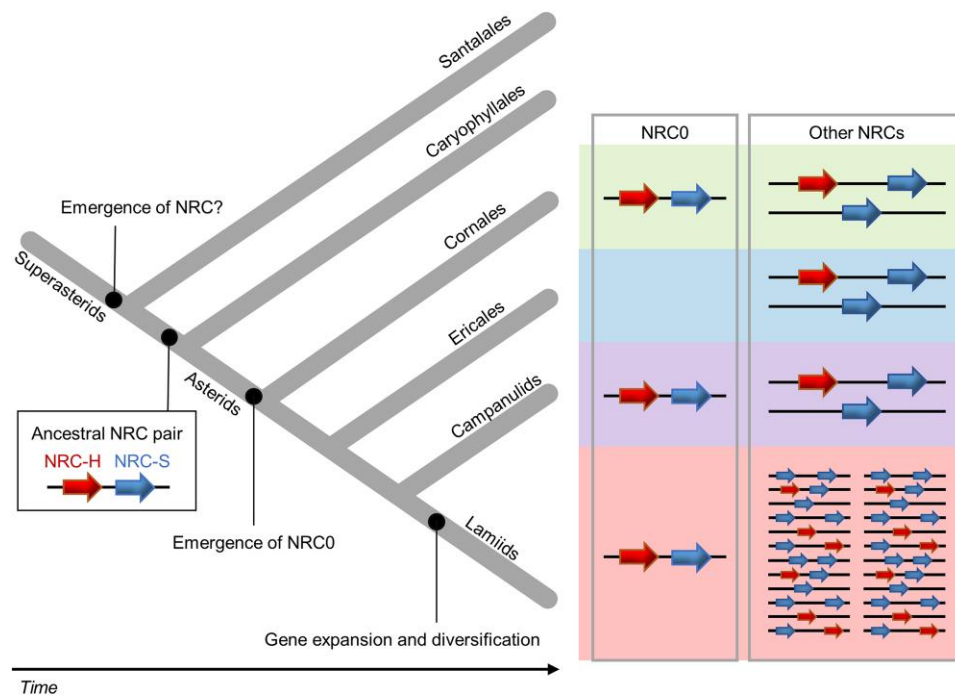 Santalales
Caryophyllales
Cornales
Ericales
Campanulids
Lamiids
Superasterids
Asterids
Emergence of NRC?
Ancestral NRC pair
NRC-H NRC-S
Emergence of NRC0
Gene expansion and diversification
Time
NRC0
Other NRCs